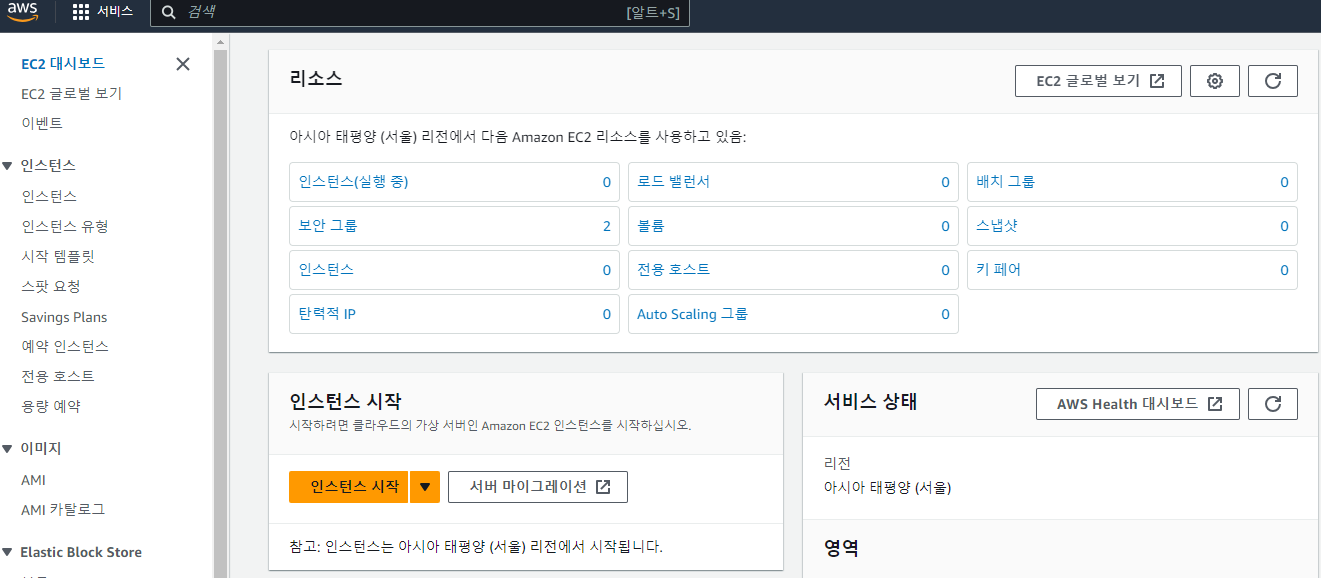 aws
서비스
검색
[알트+S]
EC2 대시보드
EC2 글로벌 보기
이벤트
인스턴스
인스턴스
인스턴스 유형
시작 템플릿
스팟 요청
Savings Plans
예약 인스턴스
전용 호스트
용량 예약
이미지
AMI
AMI 카탈로그
Elastic Block Store
리소스
EC2 글로벌 보기
아시아 태평양 (서울) 리전에서 다음 Amazon EC2 리소스를 사용하고 있음:
인스턴스(실행 중) 0
로드 밸런서 0
배치 그룹 0
보안 그룹 2
볼륨 0
스냅샷 0
인스턴스 0
전용 호스트 0
키 페어 0
탄력적 IP 0
Auto Scaling 그룹 0
인스턴스 시작
시작하려면 클라우드의 가상 서버인 Amazon EC2 인스턴스를 시작하십시오.
인스턴스 시작
서버 마이그레이션
참고: 인스턴스는 아시아 태평양 (서울) 리전에서 시작됩니다.
서비스 상태
AWS Health 대시보드
리전
아시아 태평양 (서울)
영역